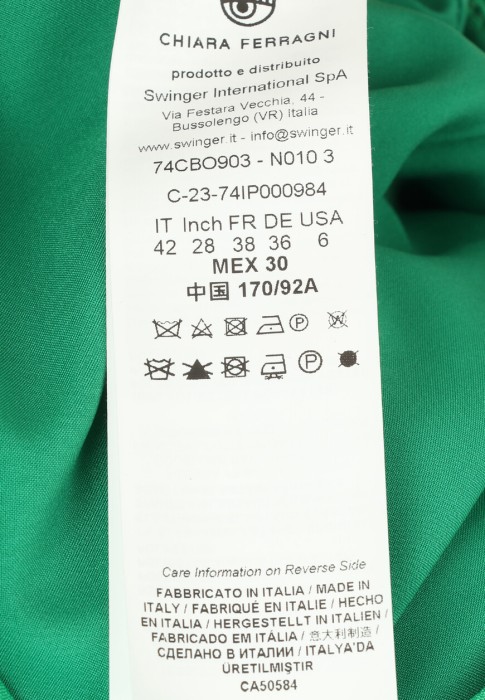 CHIARA FERRAGNI
prodotto e distribuito
Swinger International SpA
Via Festara Vecchia, 44 -
Bussolengo (VR) Italia
www.swinger.it - info@swinger.it
74CBO903 - N010 3
C-23-74IP000984
IT Inch FR DE USA
42 28 38 36 6
MEX 30
中国 170/92A
P
P
Care Information on Reverse Side
FABBRICATO IN ITALIA / MADE IN
ITALY / FABRIQUÉ EN ITALIE / HECHO
EN ITALIA / HERGESTELLT IN ITALIEN /
FABRICADO EM ITÁLIA / 意大利制造 /
СДЕЛАНО В ИТАЛИИ / İTALYA'DA
ÜRETILMIŞTIR
CA50584